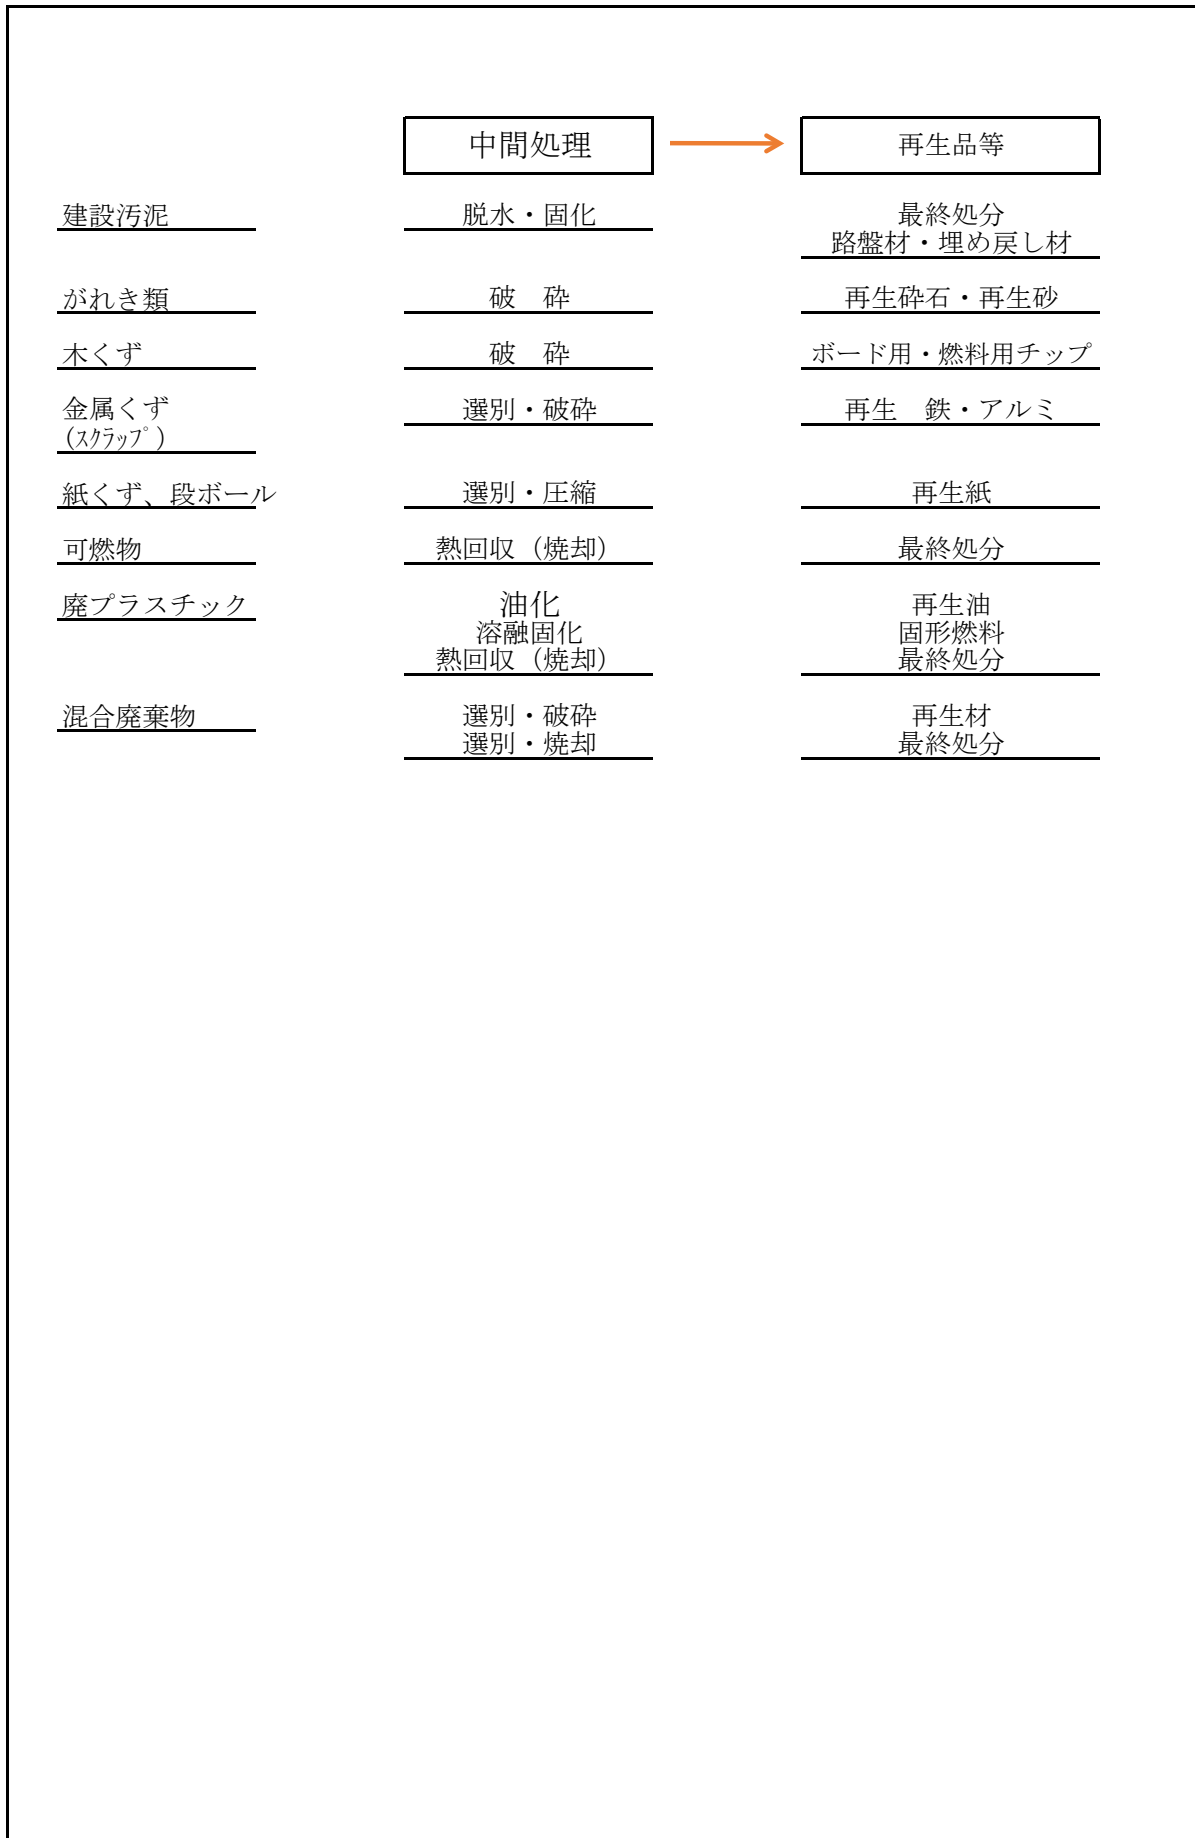 中間処理
再生品等
建設汚泥
脱水・固化
最終処分
路盤材・埋め戻し材
がれき類
破　砕
再生砕石・再生砂
木くず
破　砕
ボード用・燃料用チップ
金属くず
(ｽｸﾗｯﾌﾟ)
選別・破砕
再生　鉄・アルミ
紙くず、段ボール
選別・圧縮
再生紙
可燃物
熱回収（焼却）
最終処分
廃プラスチック
油化
再生油
溶融固化
固形燃料
熱回収（焼却）
最終処分
混合廃棄物
選別・破砕
再生材
選別・焼却
最終処分